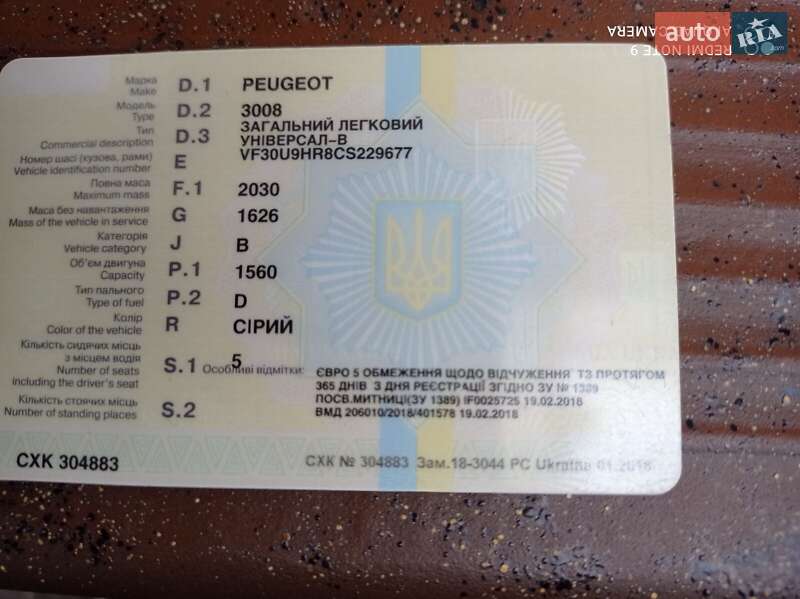 auto RIA .com
REDMI NOTE 9
CAMERA
Марка D.1 PEUGEOT
Make
Модель D.2 3008
Type
Тип D.3 ЗАГАЛЬНИЙ ЛЕГКОВИЙ
Commercial description УНІВЕРСАЛ-В
Номер шасі (кузова, рами) E VF30U9HR8CS229677
Vehicle identification number
Повна маса F.1 2030
Maximum mass
Маса без навантаження G 1626
Mass of the vehicle in service
Категорія J B
Vehicle category
Об'єм двигуна P.1 1560
Capacity
Тип пального P.2 D
Type of fuel
Колір R СІРИЙ
Color of the vehicle
Кількість сидячих місць
з місцем водія S.1 5
Number of seats
including the driver's seat
Особливі відмітки: ЄВРО 5 ОБМЕЖЕННЯ ЩОДО ВІДЧУЖЕННЯ ТЗ ПРОТЯГОМ
365 ДНІВ З ДНЯ РЕЄСТРАЦІЇ ЗГІДНО ЗУ № 1389
ПОСВ.МИТНИЦІ(ЗУ 1389) IF0025725 19.02.2018
ВМД 206010/2018/401578 19.02.2018
Кількість стоячих місць S.2
Number of standing places
СХК 304883
СХК № 304883 Зам.18-3044 РС Ukraina 01.2018